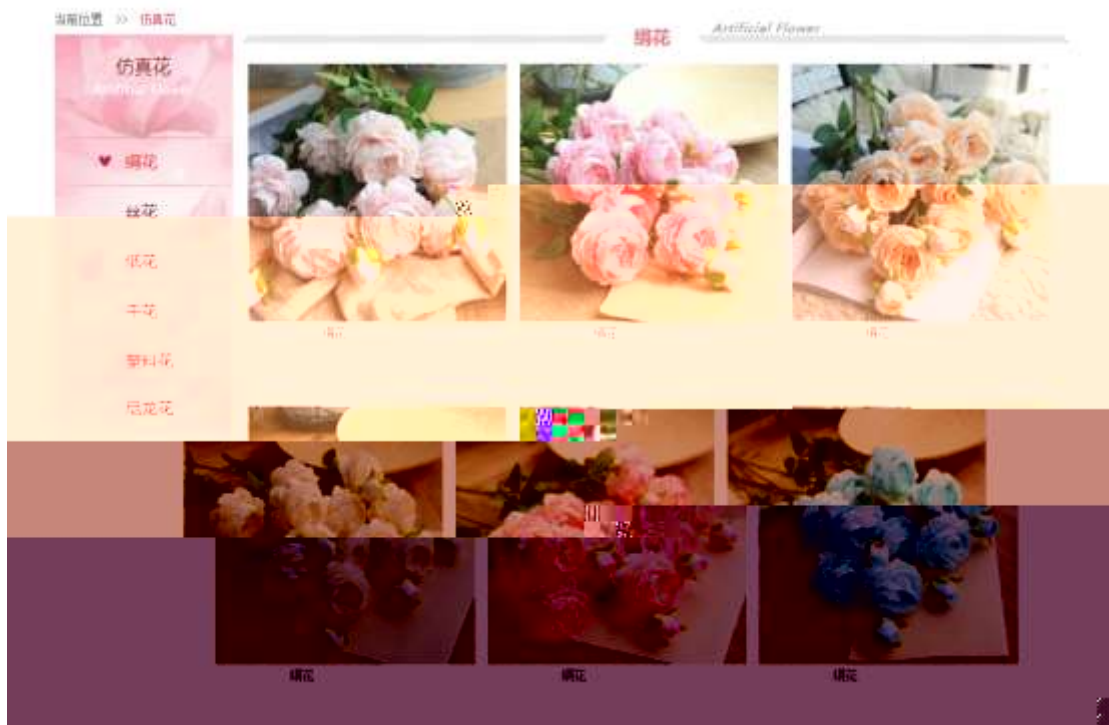 当前位置 >> 仿真花
仿真花
绢花
丝花
纸花
干花
塑料花
尼龙花
绢花
Artificial Flower
绢花 绢花 绢花
绢花 绢花 绢花